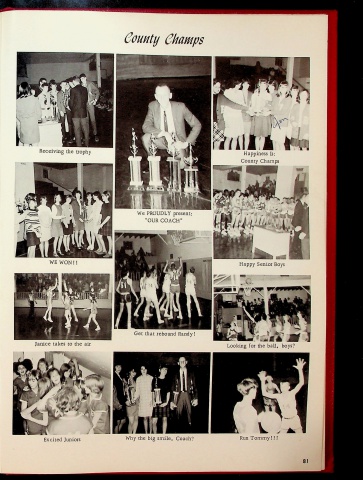 County Champs
Receiving the trophy
We PROUDLY present:
"OUR COACH"
Happiness is:
County Champs
WE WON!!
Happy Senior Boys
Janice takes to the air
Get that rebound Randy!
Looking for the ball, boys?
Excited Juniors
Why the big smile, Coach?
Run Tommy!!!
81